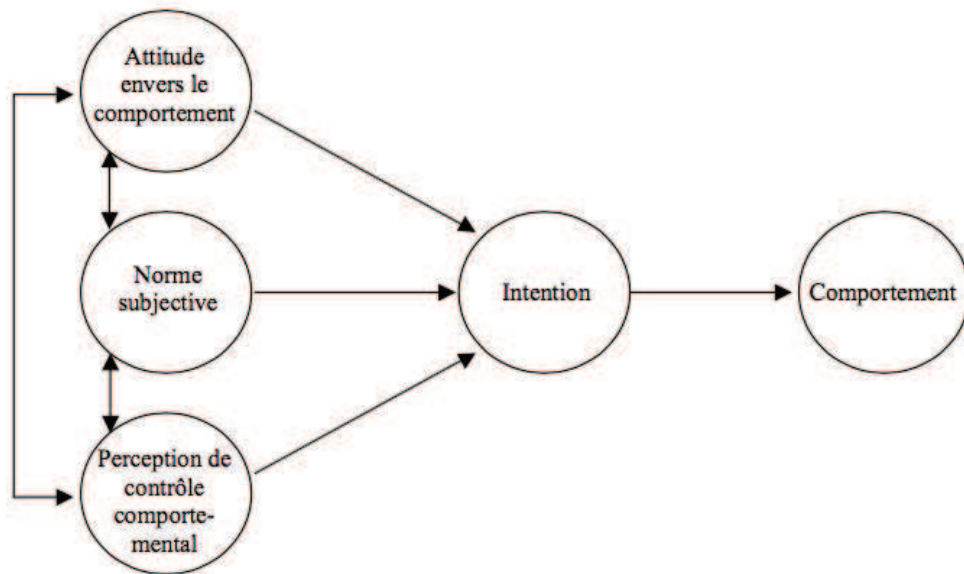 Attitude
envers le
comportement
Norme
subjective
Intention
Comportement
Perception de
contrôle
comporte-
mental